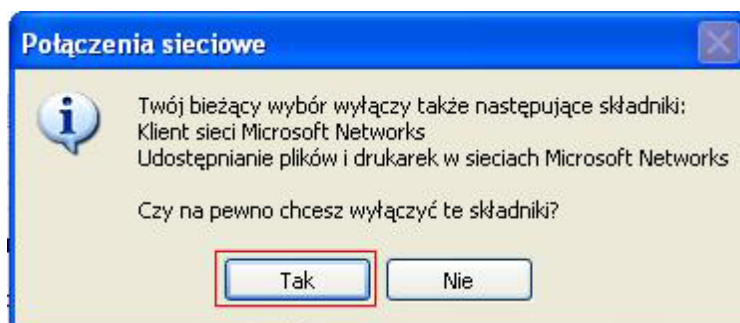 Połączenia sieciowe
Twój bieżący wybór wyłączy także następujące składniki:
Klient sieci Microsoft Networks
Udostępnianie plików i drukarek w sieciach Microsoft Networks
Czy na pewno chcesz wyłączyć te składniki?
Tak
Nie